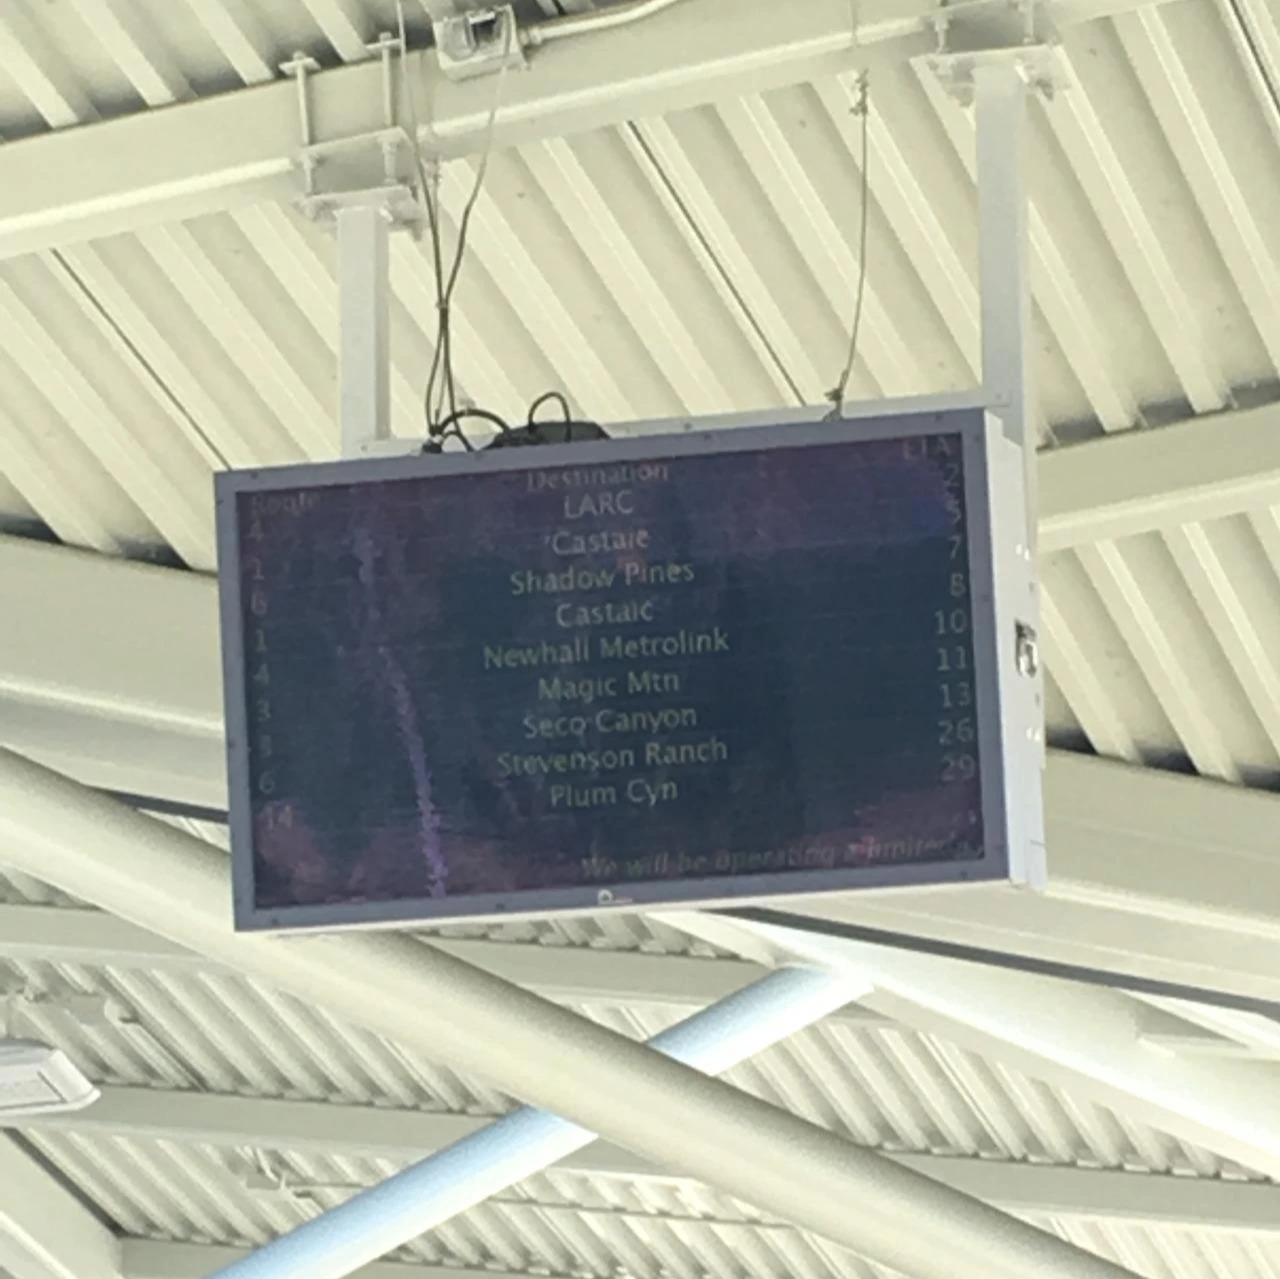 Route Destination ETA
4 LARC 2
1 Castaic 5
6 Shadow Pines 7
1 Castaic 8
4 Newhall Metrolink 10
3 Magic Mtn 11
Seco Canyon 13
6 Stevenson Ranch 26
14 Plum Cyn 29
We will be operating a limited